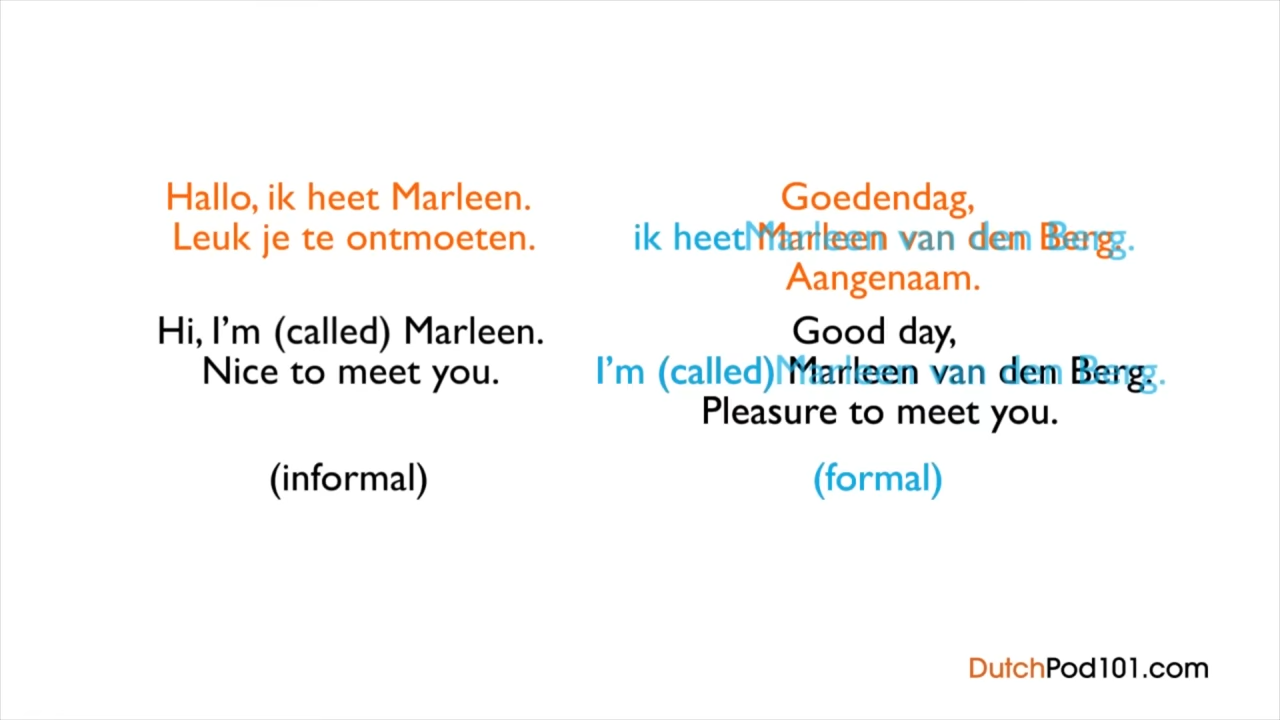 Hallo, ik heet Marleen.
Leuk je te ontmoeten.
Hi, I'm (called) Marleen.
Nice to meet you.
(informal)
Goedendag,
ik heet Marleen van den Berg.
Aangenaam.
Good day,
I'm (called) Marleen van den Berg.
Pleasure to meet you.
(formal)
DutchPod101.com